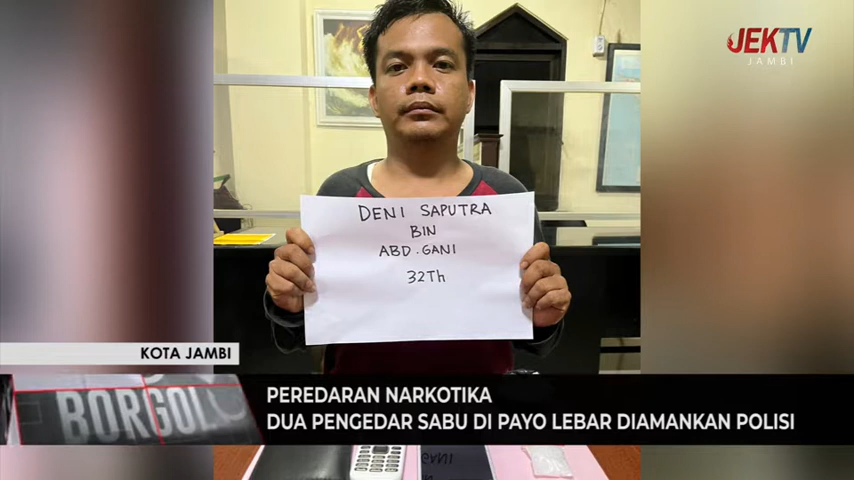 JEKTV
JAMBI
DENI SAPUTRA
BIN
ABD. GANI
32Th
KOTA JAMBI
BORGOL
PEREDARAN NARKOTIKA
DUA PENGEDAR SABU DI PAYO LEBAR DIAMANKAN POLISI